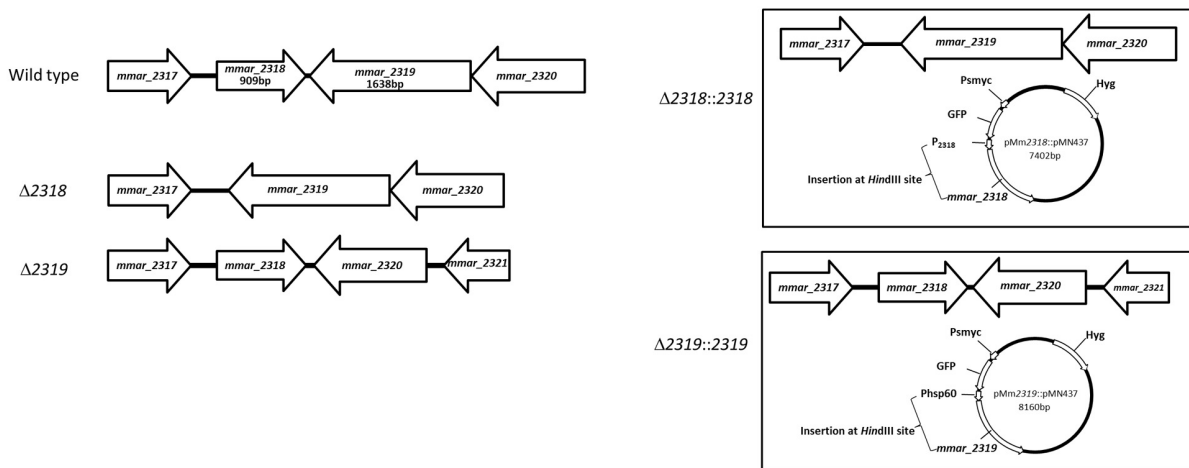 Wild type
mmar_2317
mmar_2318
909bp
mmar_2319
1638bp
mmar_2320
Δ2318
mmar_2317
mmar_2319
mmar_2320
Δ2319
mmar_2317
mmar_2318
mmar_2320
mmar_2321
Δ2318::2318
mmar_2317
mmar_2319
mmar_2320
Psmyc
Hyg
GFP
P2318
pMm2318::pMN437
7402bp
Insertion at HindIII site
mmar_2318
Δ2319::2319
mmar_2317
mmar_2318
mmar_2320
mmar_2321
Psmyc
Hyg
GFP
Phsp60
pMm2319::pMN437
8160bp
Insertion at HindIII site
mmar_2319